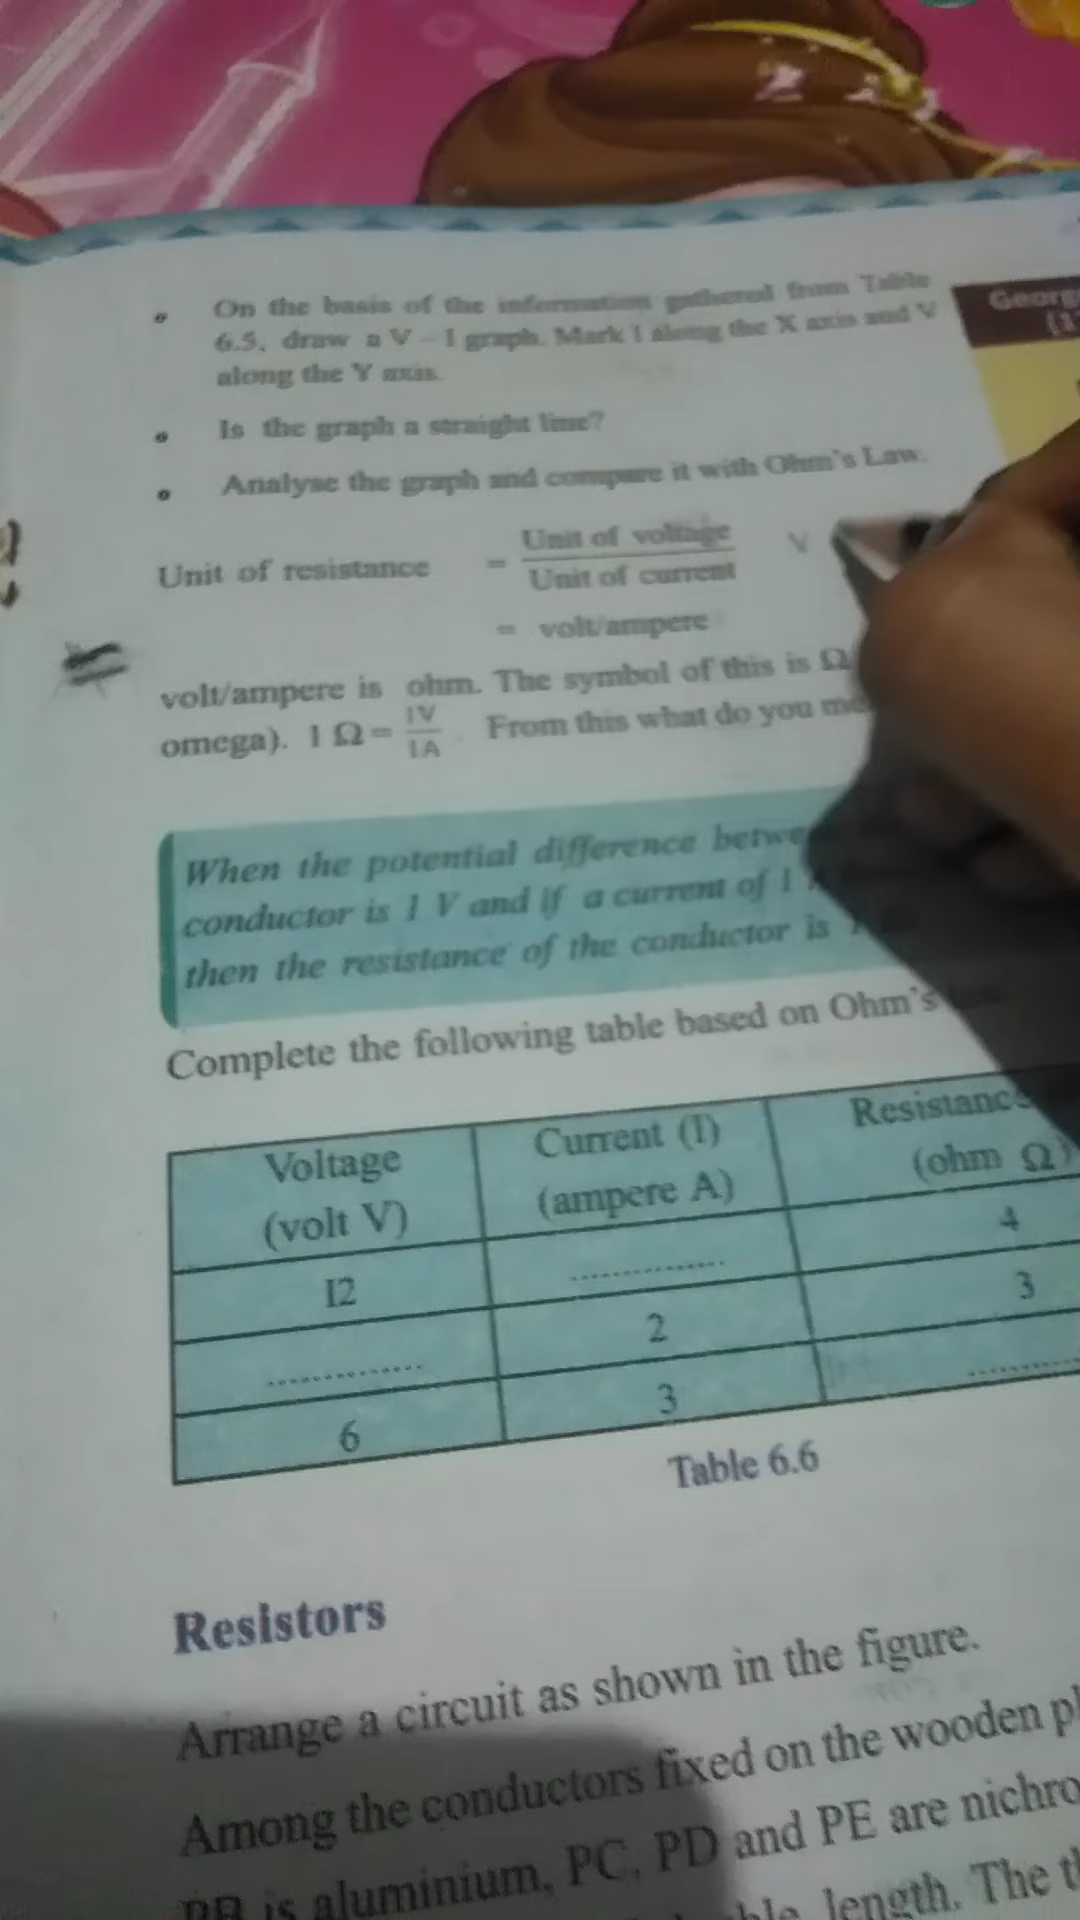 On the basis of the information gathered from Table
6.5, draw a V - I graph. Mark I along the X axis and V
along the Y axis.
Is the graph a straight line?
Analyse the graph and compare it with Ohm's Law.
Unit of resistance = Unit of voltage
Unit of current
V
= volt/ampere
volt/ampere is ohm. The symbol of this is Ω
omega). 1 Ω = 1V
1A
. From this what do you
When the potential difference
conductor is 1 V and if a current of 1
then the resistance of the conductor is
Complete the following table based on Ohm's
Voltage
(volt V)
Current (I)
(ampere A)
Resistance
(ohm Ω)
12 ............... 4
............... 2 3
6 3 ...............
Table 6.6
Resistors
Arrange a circuit as shown in the figure.
Among the conductors fixed on the wooden
is aluminium, PC, PD and PE are
length. The